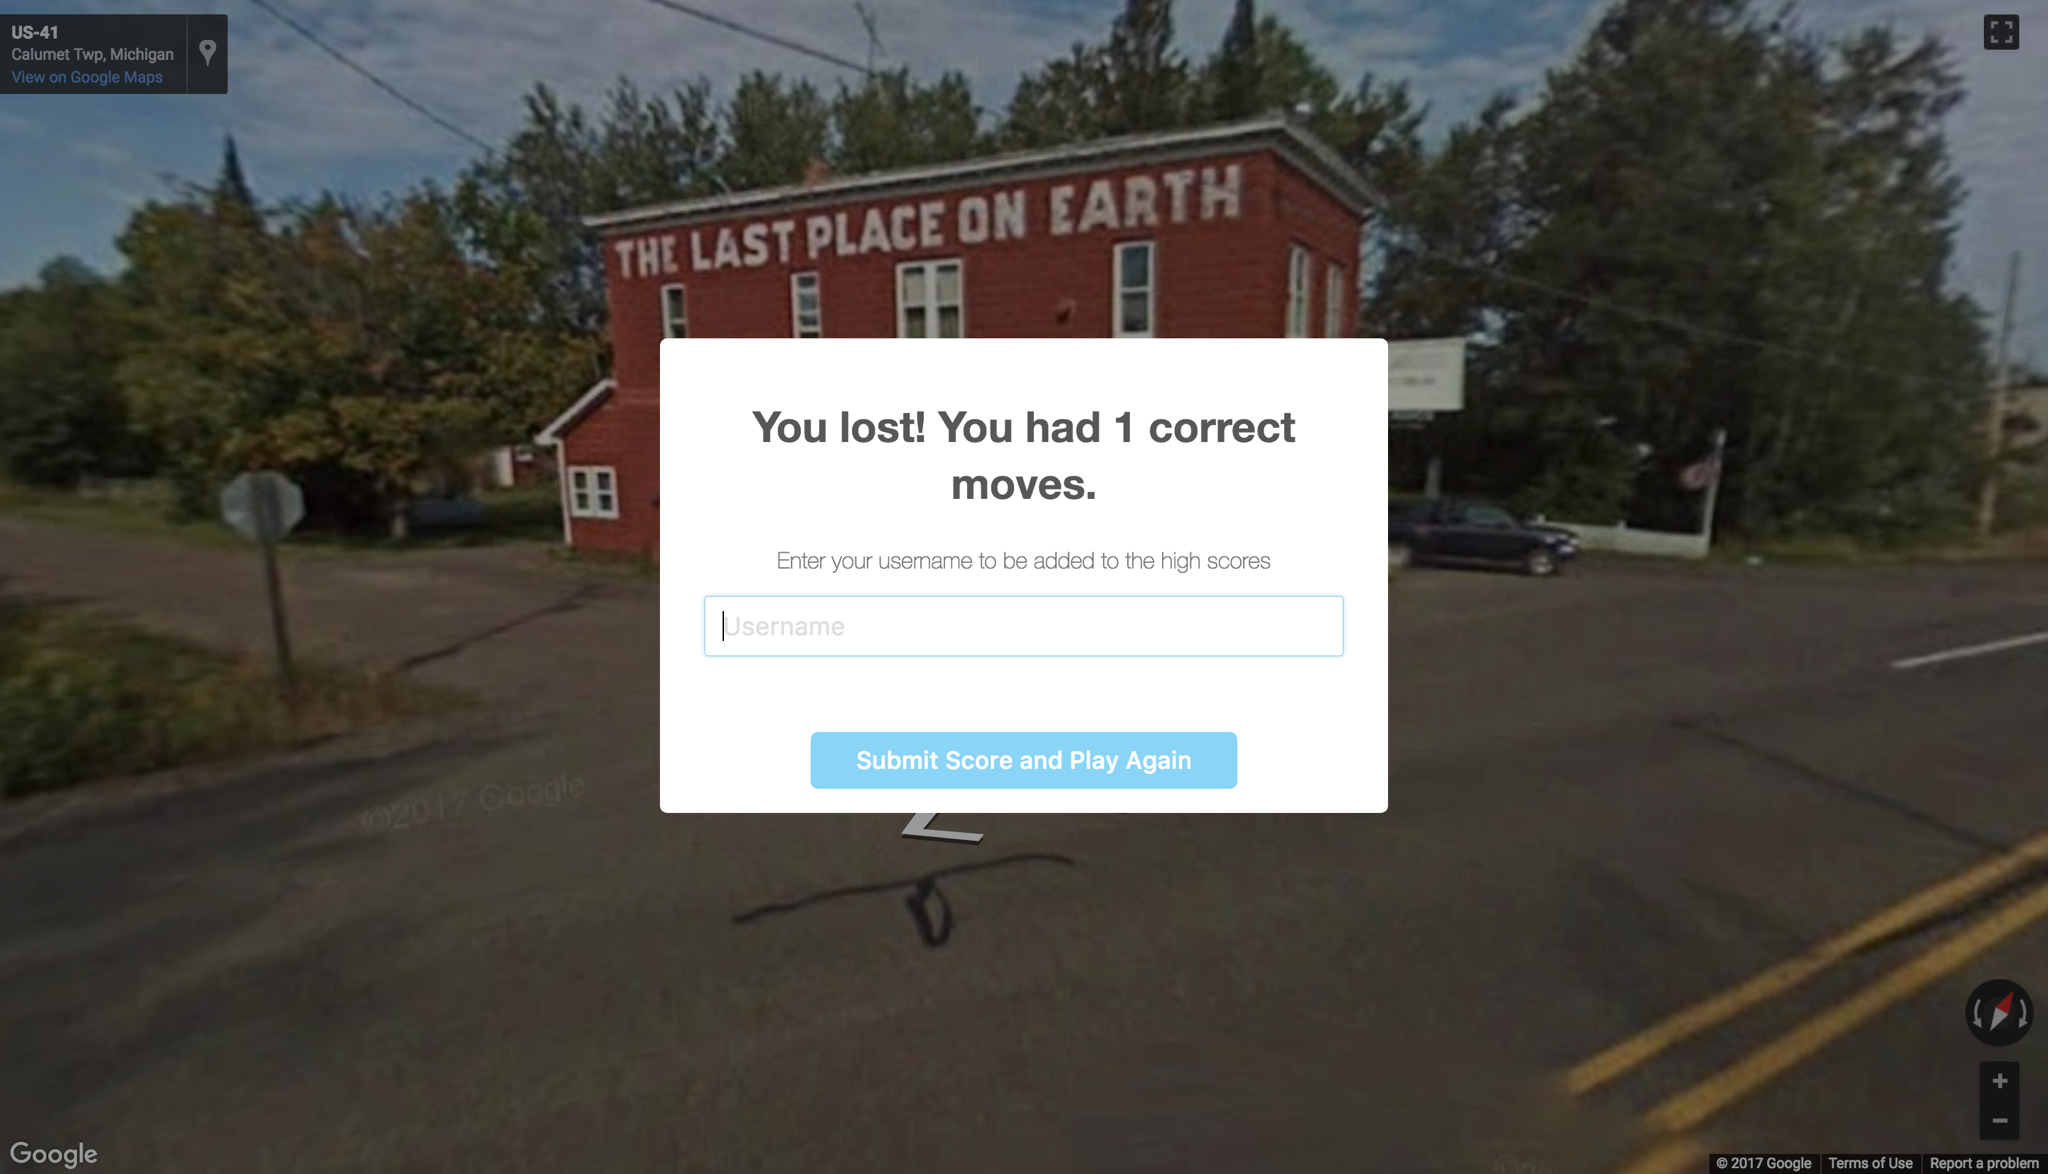 US-41
Calumet Twp, Michigan
View on Google Maps
THE LAST PLACE ON EARTH
You lost! You had 1 correct
moves.
Enter your username to be added to the high scores
Username
Submit Score and Play Again
©2017 Google
Google
© 2017 Google
Terms of Use
Report a problem